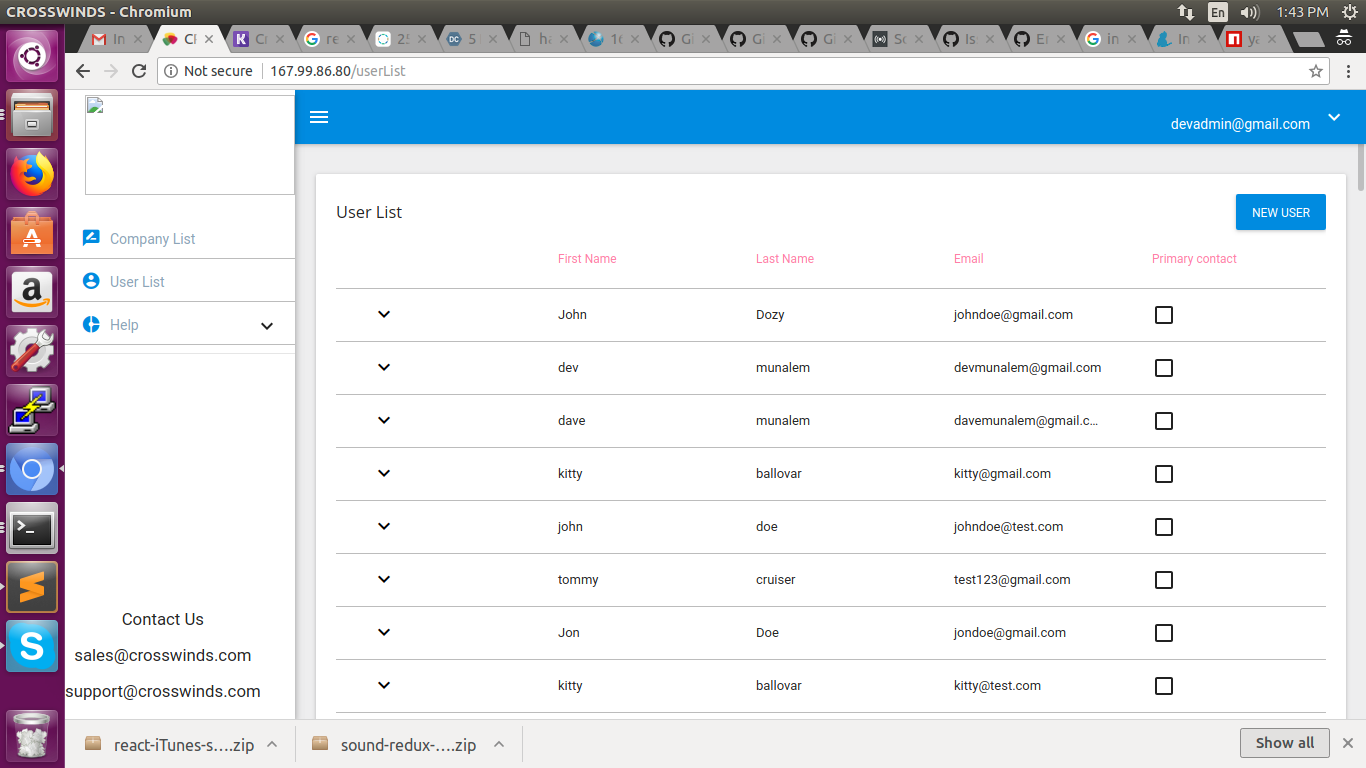 CROSSWINDS - Chromium
En
1:43 PM
In
Cr
re
25
DC
5
ha
10
Gi
Gi
Gi
So
Is
Er
in
In
ya
Not secure
167.99.86.80/userList
devadmin@gmail.com
Company List
User List
Help
Contact Us
sales@crosswinds.com
support@crosswinds.com
User List
NEW USER
First Name Last Name Email Primary contact
John Dozy johndoe@gmail.com
dev munalem devmunalem@gmail.com
dave munalem davemunalem@gmail.c...
kitty ballovar kitty@gmail.com
john doe johndoe@test.com
tommy cruiser test123@gmail.com
Jon Doe jondoe@gmail.com
kitty ballovar kitty@test.com
react-iTunes-s....zip
sound-redux-....zip
Show all